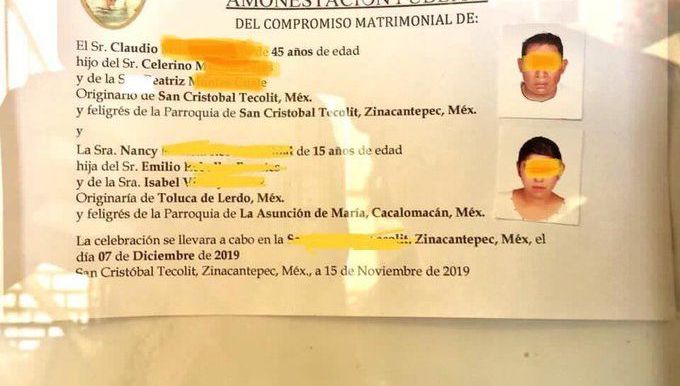 AMONESTACIÓN PÚBLICA
DEL COMPROMISO MATRIMONIAL DE:
El Sr. Claudio de 45 años de edad
hijo del Sr. Celerino
y de la Beatriz
Originario de San Cristobal Tecolit, Méx.
y feligrés de la Parroquia de San Cristobal Tecolit, Zinacantepec, Méx.
y
La Sra. Nancy de 15 años de edad
hija del Sr. Emilio
y de la Sra. Isabel
Originaría de Toluca de Lerdo, Méx.
y feligrés de la Parroquia de La Asunción de María, Cacalomacán, Méx.
La celebración se llevara a cabo en la Zinacantepec, Méx, el
día 07 de Diciembre de 2019
San Cristóbal Tecolit, Zinacantepec, Méx., a 15 de Noviembre de 2019